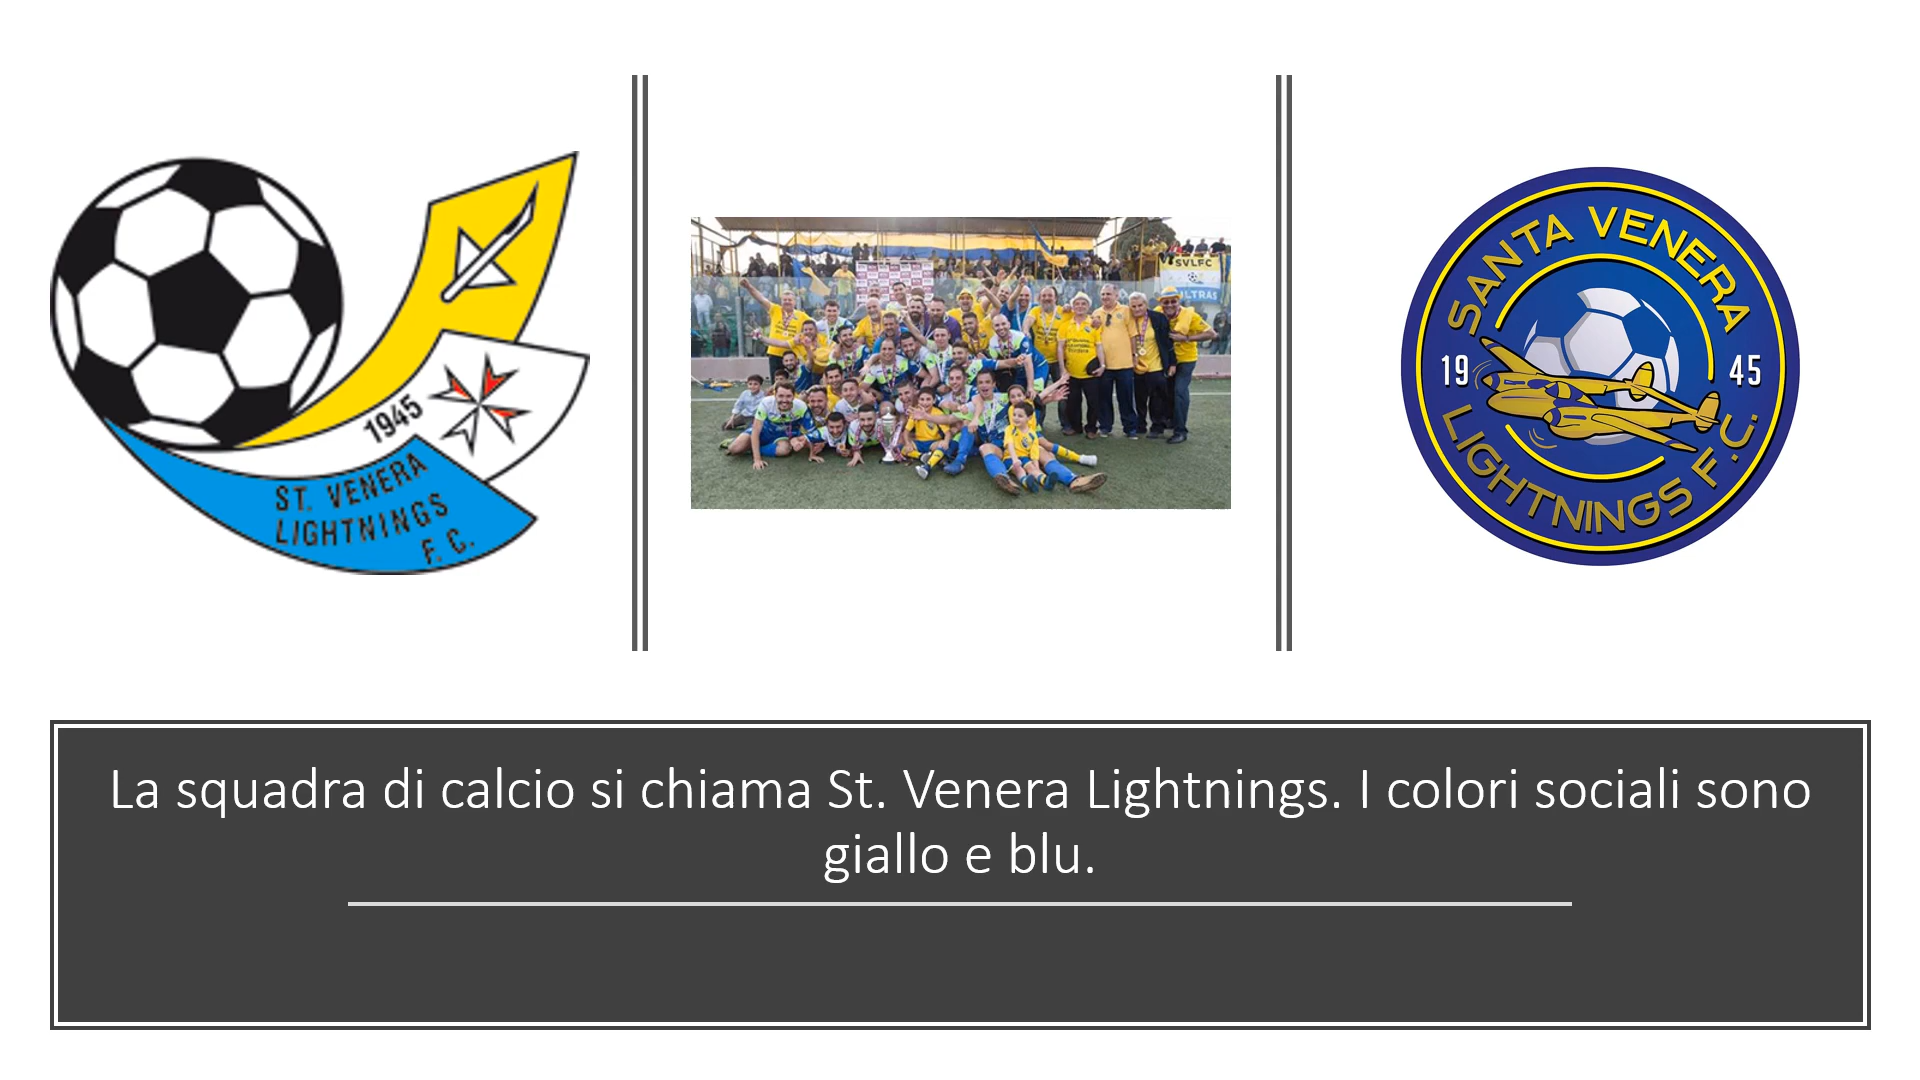 1945
ST. VENERA
LIGHTNINGS
F. C.
SVLFC
ULTRAS
SANTA VENERA
19 45
LIGHTNINGS F.C.
La squadra di calcio si chiama St. Venera Lightnings. I colori sociali sono
giallo e blu.